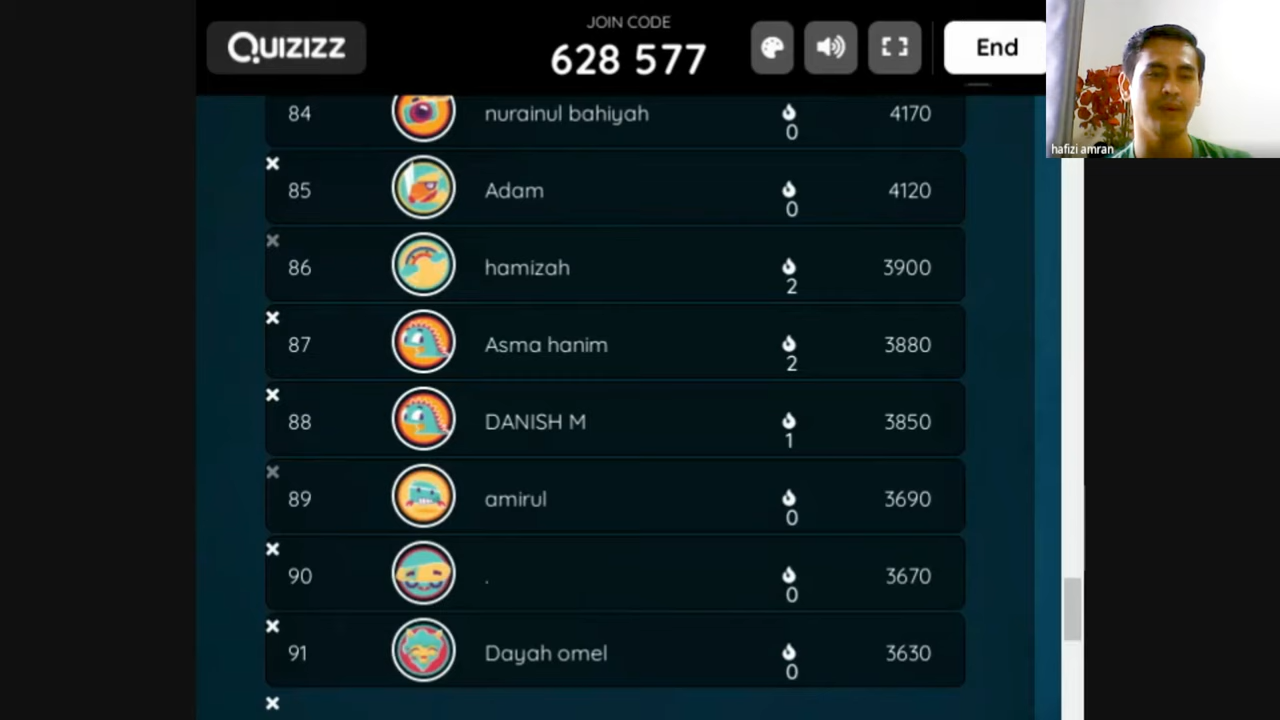 QUIZIZZ
JOIN CODE
628 577
End
hafizi amran
84 nurainul bahiyah 0 4170
85 Adam 0 4120
86 hamizah 2 3900
87 Asma hanim 2 3880
88 DANISH M 1 3850
89 amirul 0 3690
90 . 0 3670
91 Dayah omel 0 3630